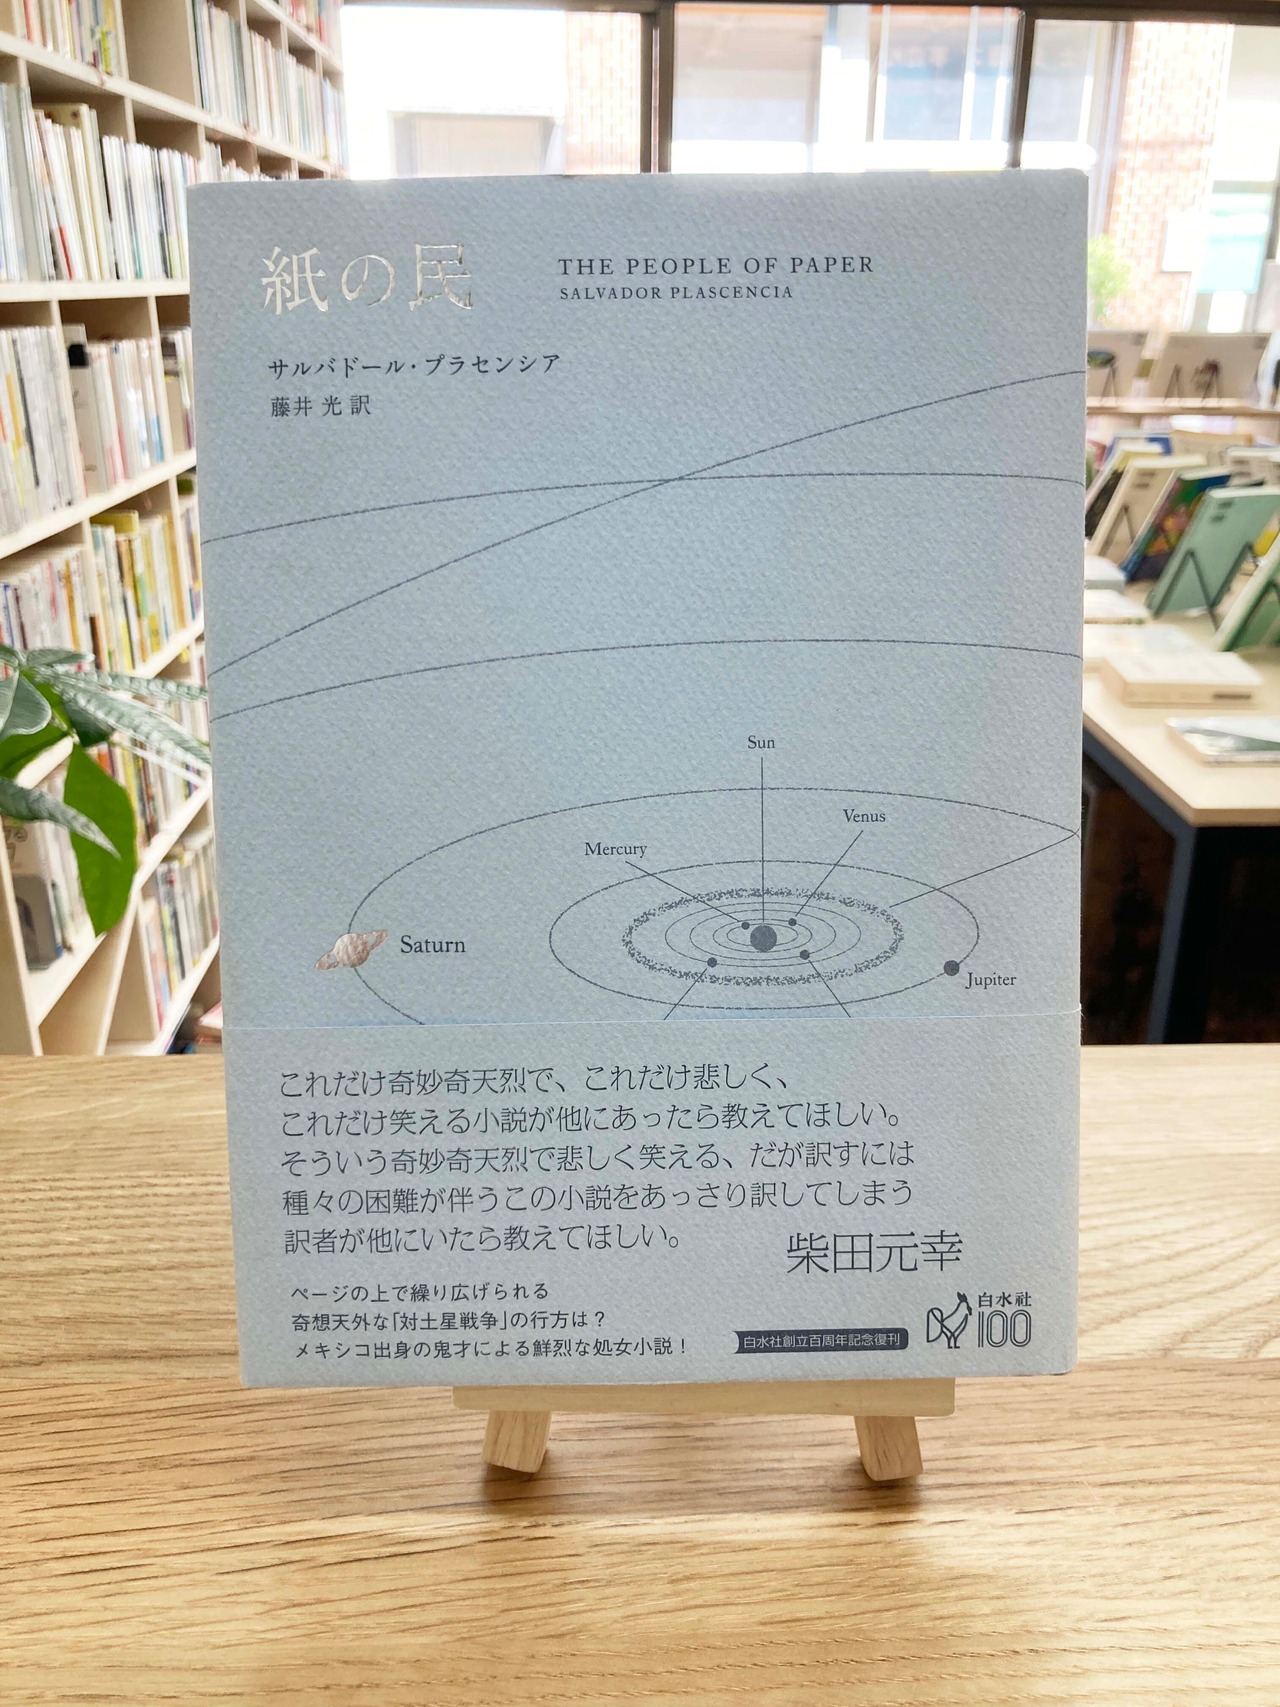 紙の民
THE PEOPLE OF PAPER
SALVADOR PLASCENCIA
サルバドール・プラセンシア
藤井 光 訳
Sun
Venus
Mercury
Saturn
Jupiter
これだけ奇妙奇天烈で、これだけ悲しく、
これだけ笑える小説が他にあったら教えてほしい。
そういう奇妙奇天烈で悲しく笑える、だが訳すには
種々の困難が伴うこの小説をあっさり訳してしまう
訳者が他にいたら教えてほしい。
柴田元幸
ページの上で繰り広げられる
奇想天外な「対土星戦争」の行方は？
メキシコ出身の鬼才による鮮烈な処女小説！
白水社創立百周年記念復刊
白水社
100